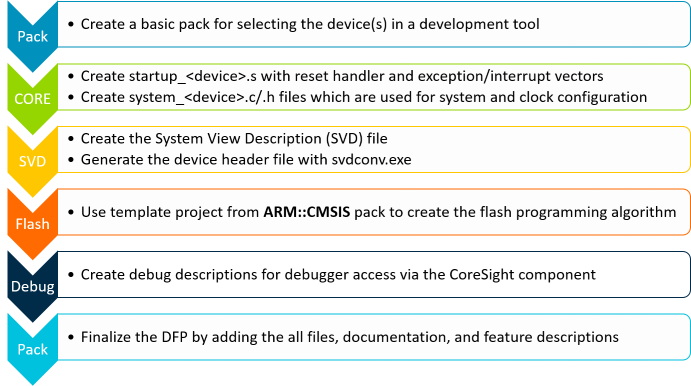 Pack
• Create a basic pack for selecting the device(s) in a development tool
CORE
• Create startup_<device>.s with reset handler and exception/interrupt vectors
• Create system_<device>.c/.h files which are used for system and clock configuration
SVD
• Create the System View Description (SVD) file
• Generate the device header file with svdconv.exe
Flash
• Use template project from ARM::CMSIS pack to create the flash programming algorithm
Debug
• Create debug descriptions for debugger access via the CoreSight component
Pack
• Finalize the DFP by adding the all files, documentation, and feature descriptions